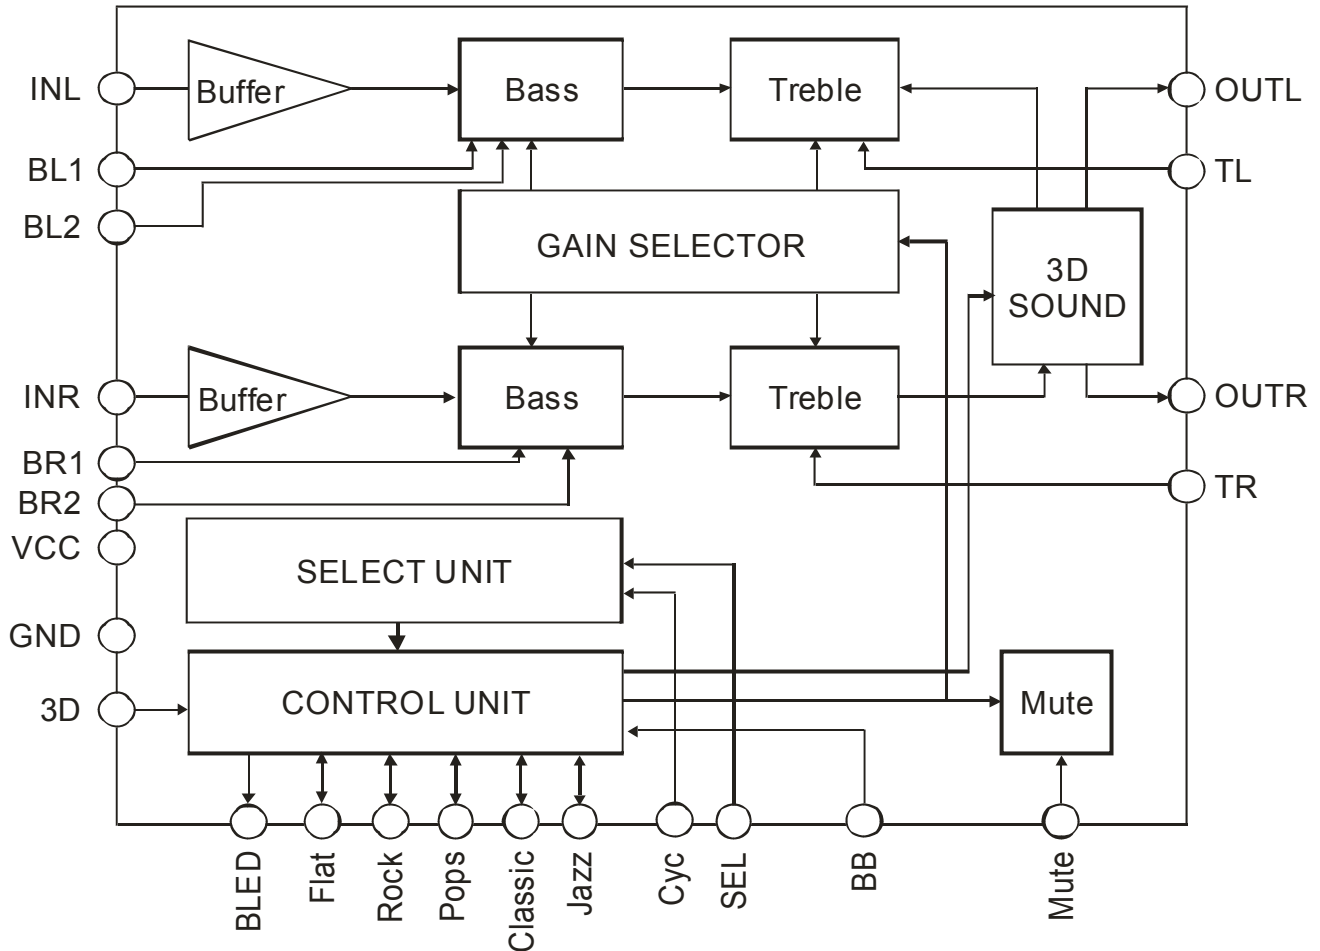 INL
Buffer
Bass
Treble
OUTL
BL1
TL
BL2
GAIN SELECTOR
3D
SOUND
INR
Buffer
Bass
Treble
OUTR
BR1
BR2
TR
VCC
SELECT UNIT
GND
3D
CONTROL UNIT
Mute
BLED
Flat
Rock
Pops
Classic
Jazz
Cyc
SEL
BB
Mute